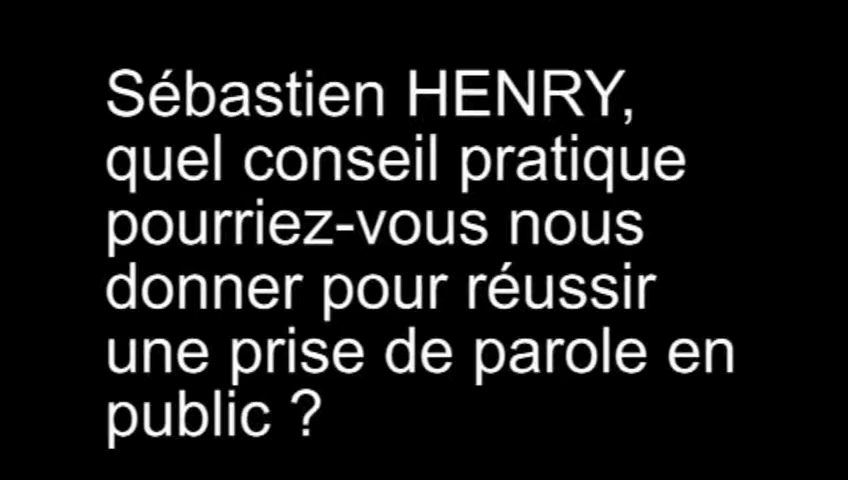 Sébastien HENRY,
quel conseil pratique
pourriez-vous nous
donner pour réussir
une prise de parole en
public ?